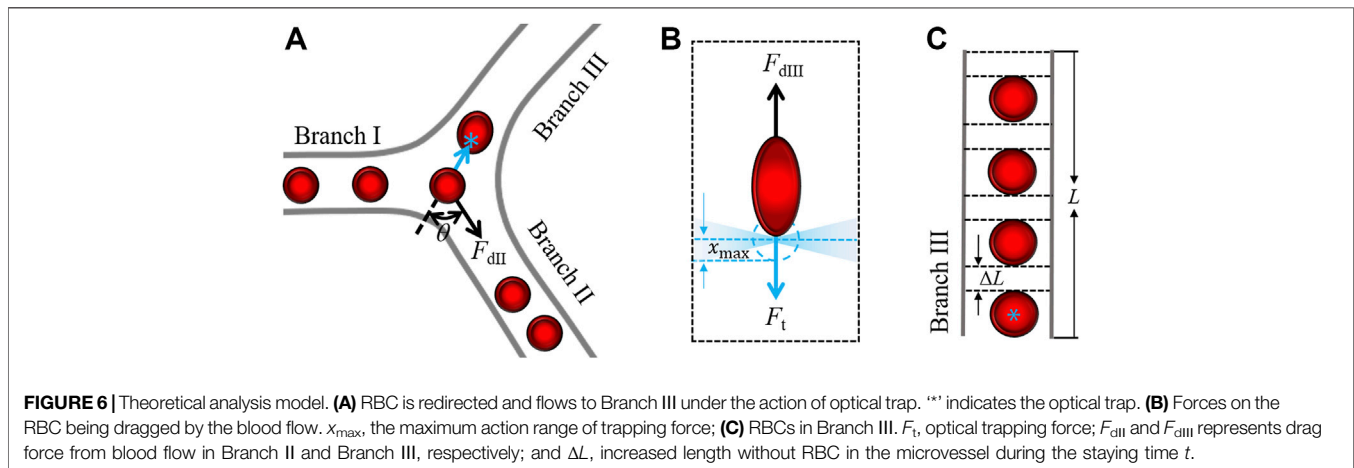 A
B
C
Branch I
Branch III
θ
F_dII
Branch II
*
F_dIII
x_max
F_t
Branch III
L
ΔL
*
FIGURE 6 | Theoretical analysis model. (A) RBC is redirected and flows to Branch III under the action of optical trap. ‘*’ indicates the optical trap. (B) Forces on the
RBC being dragged by the blood flow. x_max, the maximum action range of trapping force; (C) RBCs in Branch III. F_t, optical trapping force; F_dII and F_dIII represents drag
force from blood flow in Branch II and Branch III, respectively; and ΔL, increased length without RBC in the microvessel during the staying time t.